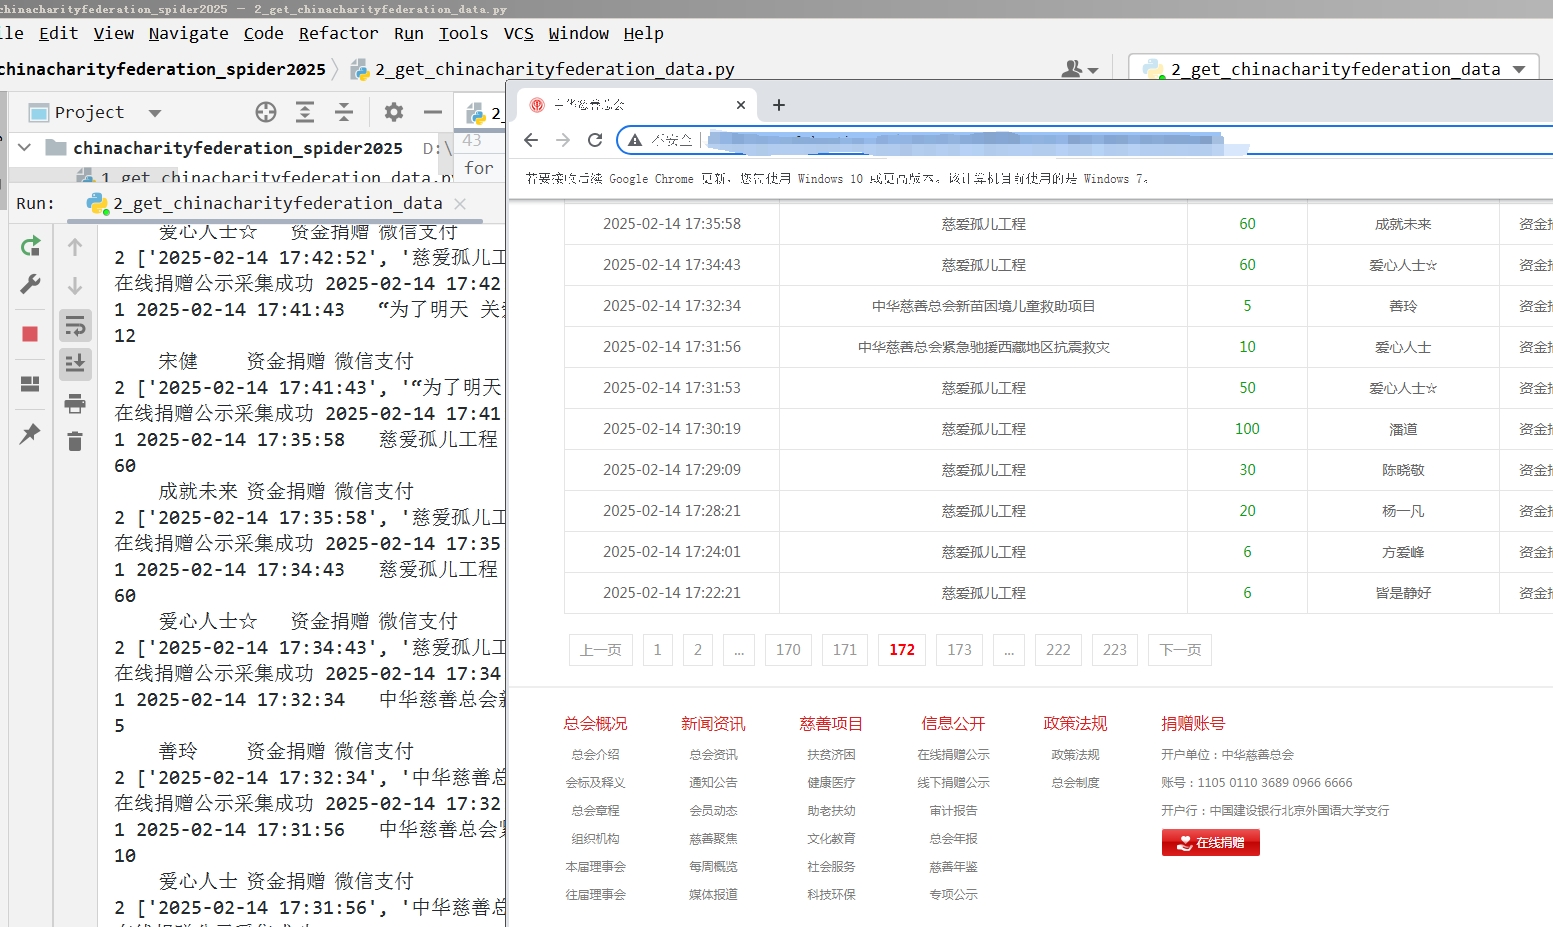 chinacharityfederation_spider2025 – 2_get_chinacharityfederation_data.py
ile Edit View Navigate Code Refactor Run Tools VCS Window Help
chinacharityfederation_spider2025 2_get_chinacharityfederation_data.py
2_get_chinacharityfederation_data
Project
2_
chinacharityfederation_spider2025 D:\
43
for
1_get_chinacharityfederation_data.py
Run: 2_get_chinacharityfederation_data
爱心人士☆ 资金捐赠 微信支付
2 ['2025-02-14 17:42:52', '慈爱孤儿工
在线捐赠公示采集成功 2025-02-14 17:42
1 2025-02-14 17:41:43 “为了明天 关爱
12
宋健 资金捐赠 微信支付
2 ['2025-02-14 17:41:43', '“为了明天
在线捐赠公示采集成功 2025-02-14 17:41
1 2025-02-14 17:35:58 慈爱孤儿工程
60
成就未来 资金捐赠 微信支付
2 ['2025-02-14 17:35:58', '慈爱孤儿工
在线捐赠公示采集成功 2025-02-14 17:35
1 2025-02-14 17:34:43 慈爱孤儿工程
60
爱心人士☆ 资金捐赠 微信支付
2 ['2025-02-14 17:34:43', '慈爱孤儿工
在线捐赠公示采集成功 2025-02-14 17:34
1 2025-02-14 17:32:34 中华慈善总会新
5
善玲 资金捐赠 微信支付
2 ['2025-02-14 17:32:34', '中华慈善总
在线捐赠公示采集成功 2025-02-14 17:32
1 2025-02-14 17:31:56 中华慈善总会紧
10
爱心人士 资金捐赠 微信支付
2 ['2025-02-14 17:31:56', '中华慈善总
中华慈善总会
不安全
若要接收后续 Google Chrome 更新，您需使用 Windows 10 或更高版本。该计算机目前使用的是 Windows 7。
2025-02-14 17:35:58 慈爱孤儿工程 60 成就未来 资金捐
2025-02-14 17:34:43 慈爱孤儿工程 60 爱心人士☆ 资金捐
2025-02-14 17:32:34 中华慈善总会新苗困境儿童救助项目 5 善玲 资金捐
2025-02-14 17:31:56 中华慈善总会紧急驰援西藏地区抗震救灾 10 爱心人士 资金捐
2025-02-14 17:31:53 慈爱孤儿工程 50 爱心人士☆ 资金捐
2025-02-14 17:30:19 慈爱孤儿工程 100 潘道 资金捐
2025-02-14 17:29:09 慈爱孤儿工程 30 陈晓敬 资金捐
2025-02-14 17:28:21 慈爱孤儿工程 20 杨一凡 资金捐
2025-02-14 17:24:01 慈爱孤儿工程 6 方爱峰 资金捐
2025-02-14 17:22:21 慈爱孤儿工程 6 皆是静好 资金捐
上一页 1 2 ... 170 171 172 173 ... 222 223 下一页
总会概况 新闻资讯 慈善项目 信息公开 政策法规 捐赠账号
总会介绍 总会资讯 扶贫济困 在线捐赠公示 政策法规 开户单位：中华慈善总会
会标及释义 通知公告 健康医疗 线下捐赠公示 总会制度 账号：1105 0110 3689 0966 6666
总会章程 会员动态 助老扶幼 审计报告 开户行：中国建设银行北京外国语大学支行
组织机构 慈善聚焦 文化教育 总会年报 在线捐赠
本届理事会 每周概览 社会服务 慈善年鉴
往届理事会 媒体报道 科技环保 专项公示